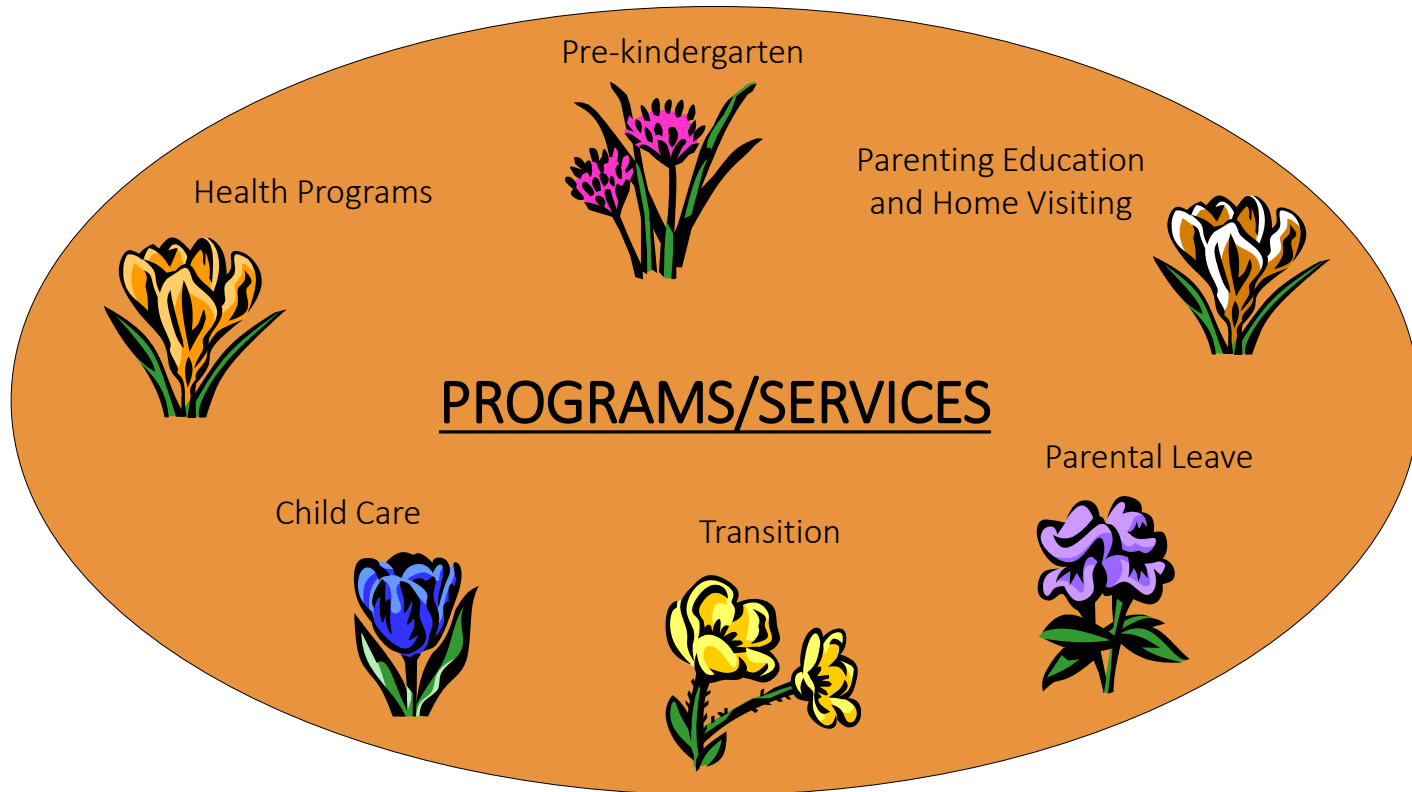 Pre-kindergarten
Parenting Education
and Home Visiting
Health Programs
PROGRAMS/SERVICES
Parental Leave
Child Care
Transition